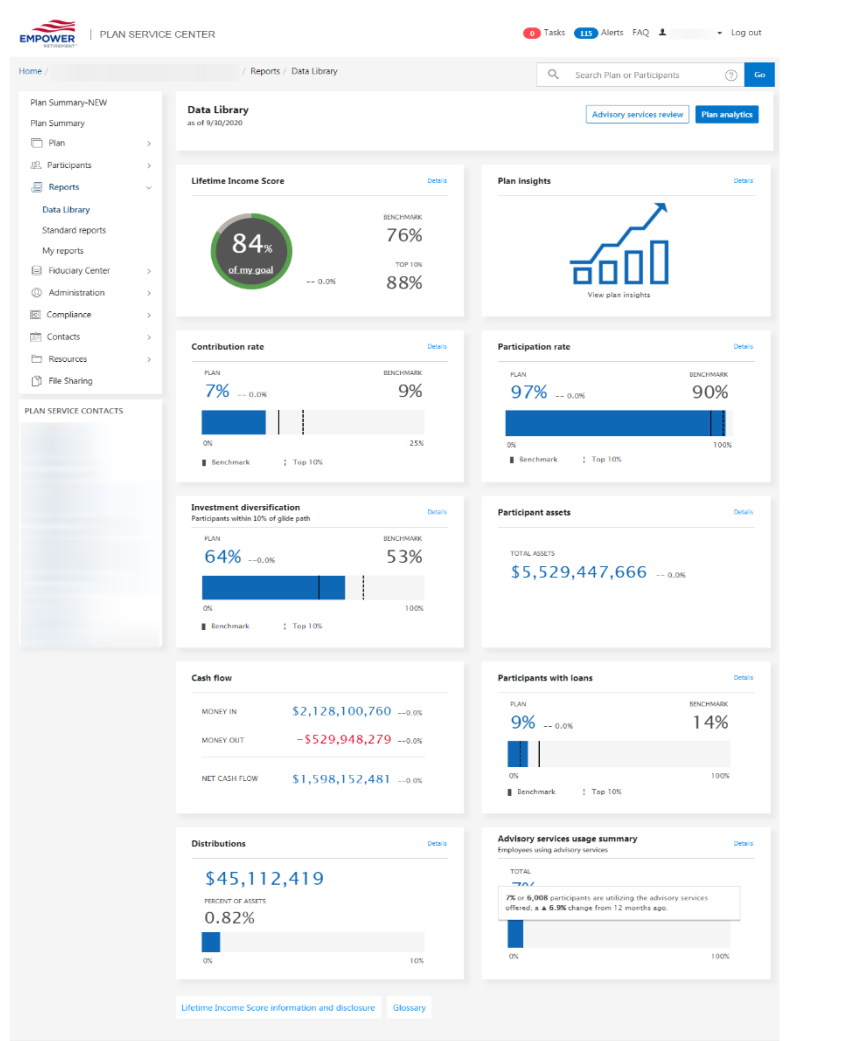 EMPOWER
RETIREMENT
PLAN SERVICE CENTER
0 Tasks 115 Alerts FAQ Log out
Home / / Reports / Data Library
Search Plan or Participants ? Go
Plan Summary-NEW
Plan Summary
Plan
Participants
Reports
Data Library
Standard reports
My reports
Fiduciary Center
Administration
Compliance
Contacts
Resources
File Sharing
PLAN SERVICE CONTACTS
Data Library
as of 9/30/2020
Advisory services review Plan analytics
Lifetime Income Score Details
84%
of my goal
-- 0.0%
BENCHMARK
76%
TOP 10%
88%
Plan insights Details
View plan insights
Contribution rate Details
PLAN BENCHMARK
7% -- 0.0% 9%
0% 25%
Benchmark Top 10%
Participation rate Details
PLAN BENCHMARK
97% -- 0.0% 90%
0% 100%
Benchmark Top 10%
Investment diversification Details
Participants within 10% of glide path
PLAN BENCHMARK
64% --0.0% 53%
0% 100%
Benchmark Top 10%
Participant assets Details
TOTAL ASSETS
$5,529,447,666 -- 0.0%
Cash flow
MONEY IN $2,128,100,760 --0.0%
MONEY OUT -$529,948,279 --0.0%
NET CASH FLOW $1,598,152,481 --0.0%
Participants with loans Details
PLAN BENCHMARK
9% -- 0.0% 14%
0% 100%
Benchmark Top 10%
Distributions Details
$45,112,419
PERCENT OF ASSETS
0.82%
0% 10%
Advisory services usage summary Details
Employees using advisory services
TOTAL
7% or 6,008 participants are utilizing the advisory services
offered; a ▲ 6.9% change from 12 months ago.
0% 100%
Lifetime Income Score information and disclosure Glossary